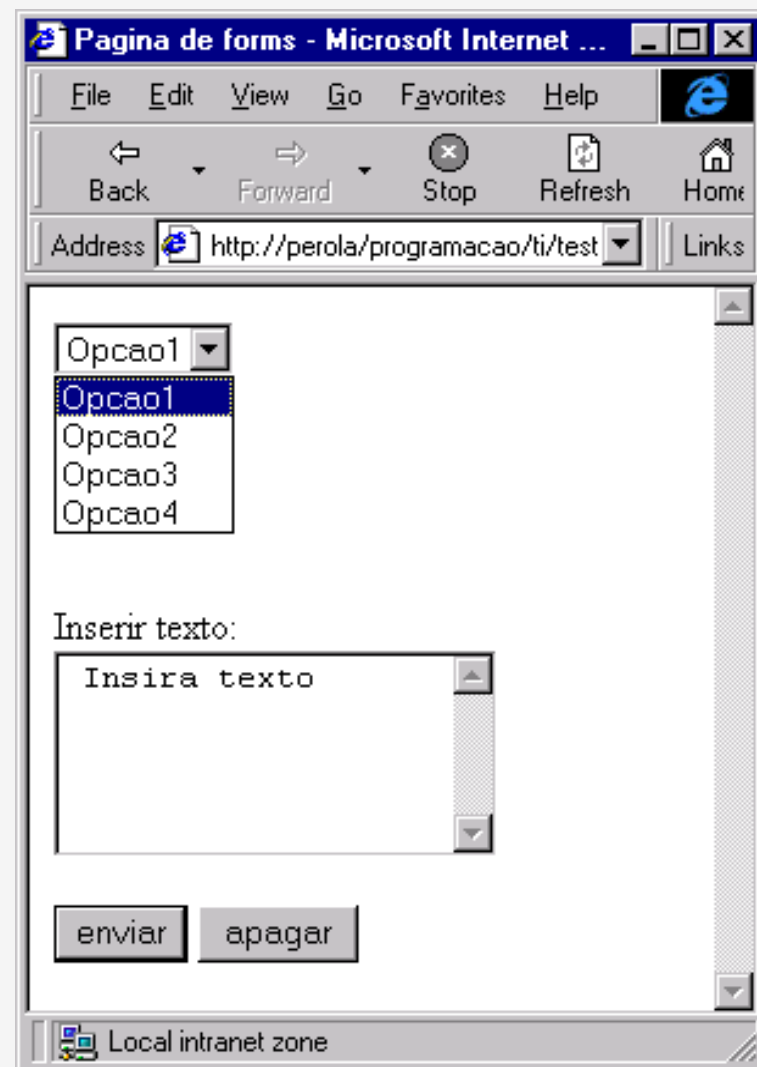 Pagina de forms - Microsoft Internet ...
File Edit View Go Favorites Help
Back Forward Stop Refresh Home
Address http://perola/programacao/ti/test Links
Opcao1
Opcao1
Opcao2
Opcao3
Opcao4
Inserir texto:
Insira texto
enviar apagar
Local intranet zone